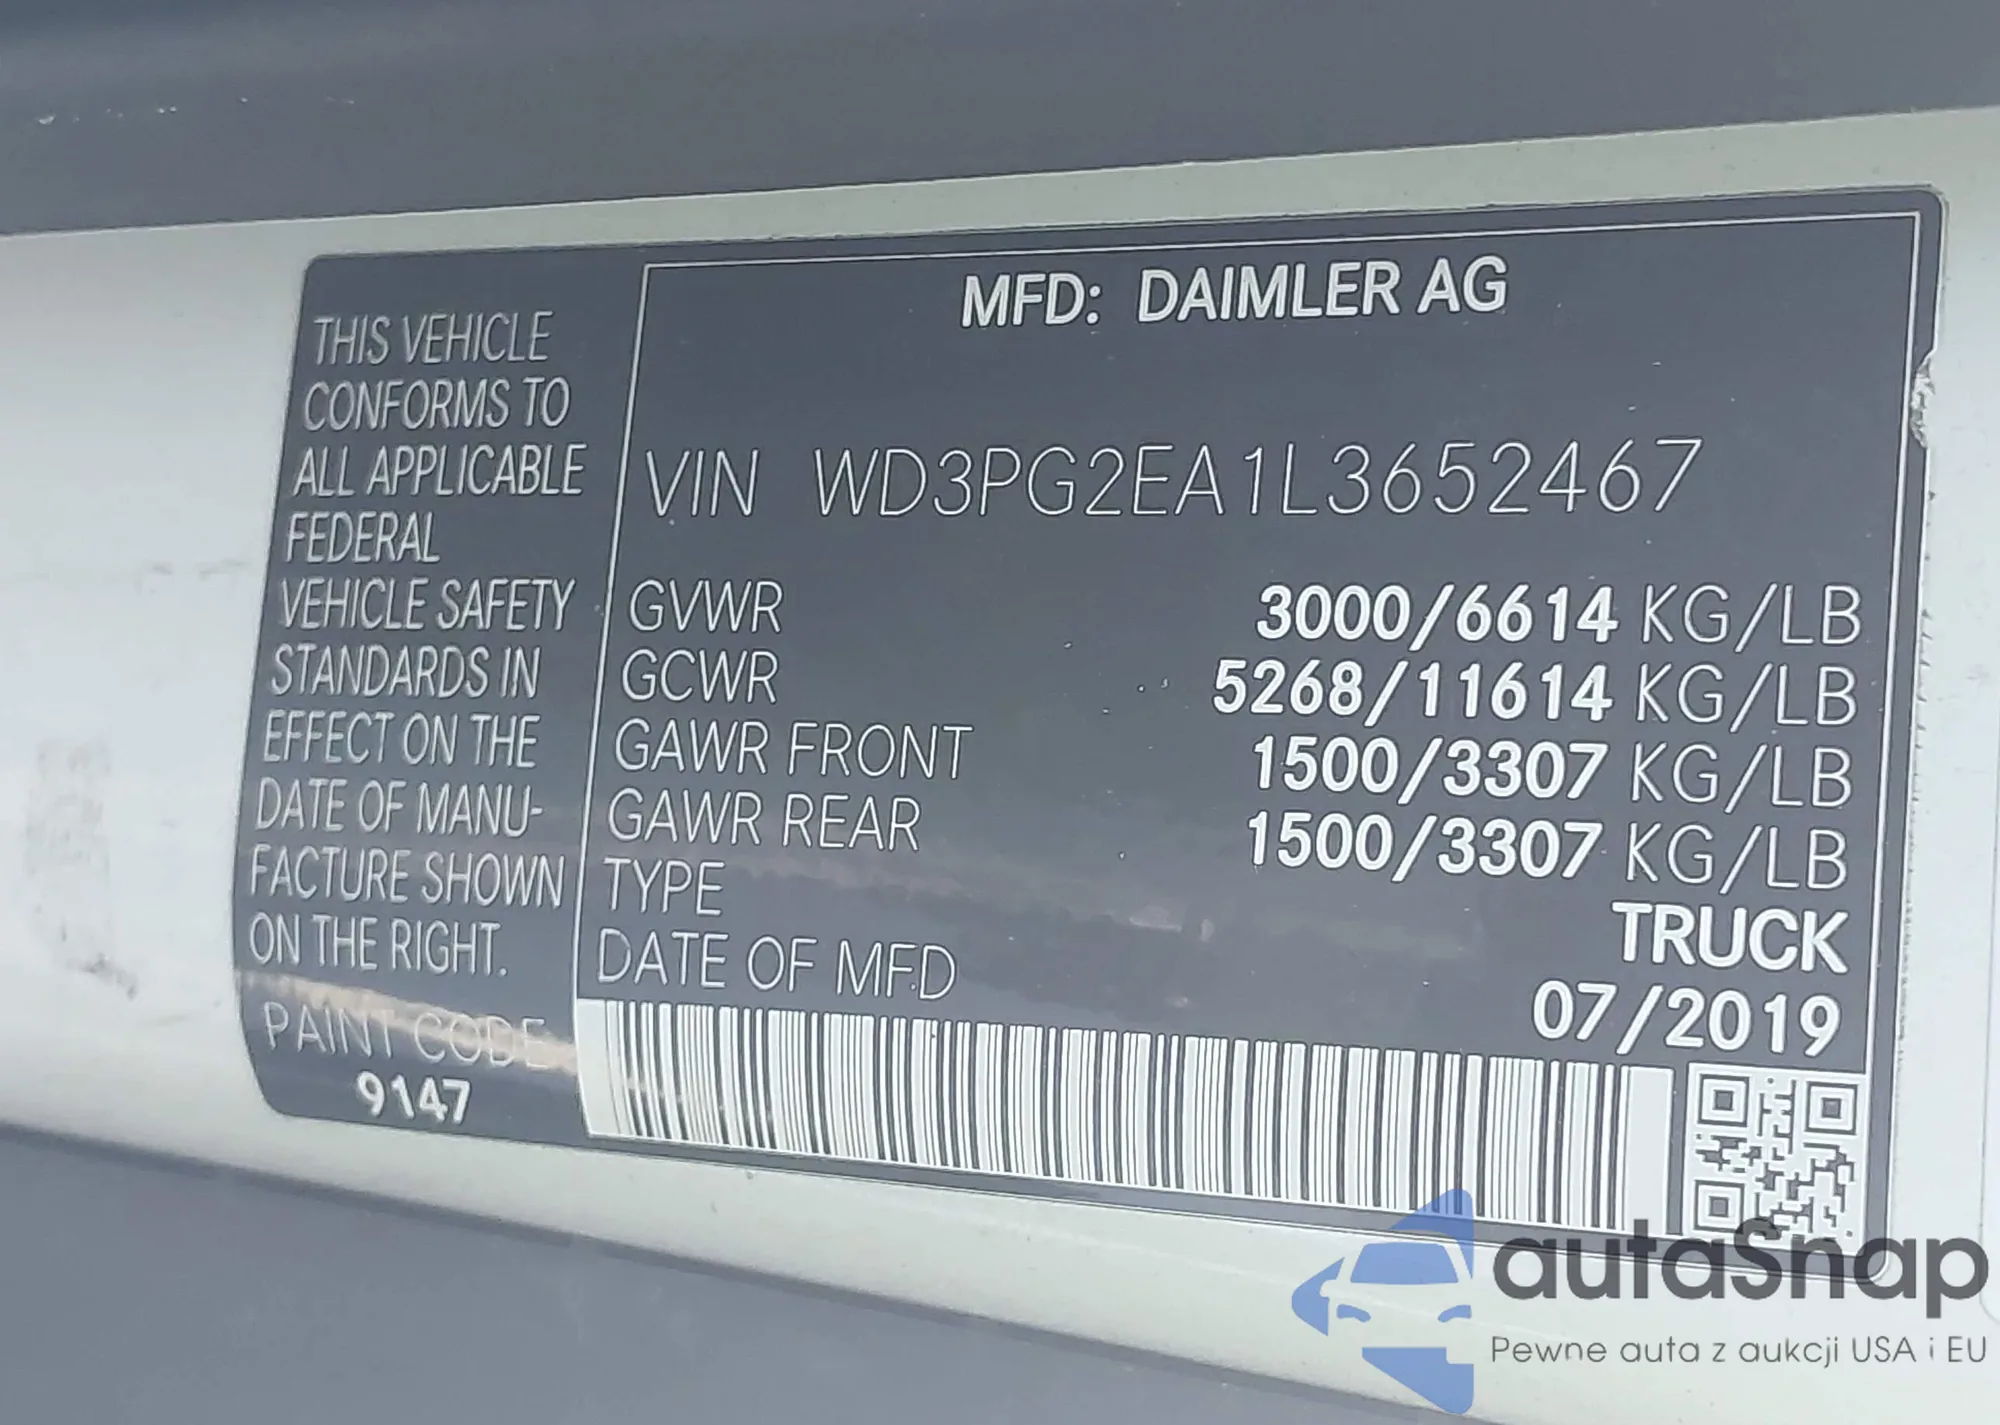 THIS VEHICLE
CONFORMS TO
ALL APPLICABLE
FEDERAL
VEHICLE SAFETY
STANDARDS IN
EFFECT ON THE
DATE OF MANU-
FACTURE SHOWN
ON THE RIGHT.
PAINT CODE
9147
MFD: DAIMLER AG
VIN WD3PG2EA1L3652467
GVWR 3000/6614 KG/LB
GCWR 5268/11614 KG/LB
GAWR FRONT 1500/3307 KG/LB
GAWR REAR 1500/3307 KG/LB
TYPE TRUCK
DATE OF MFD 07/2019
autaSnap
Pewne auta z aukcji USA i EU